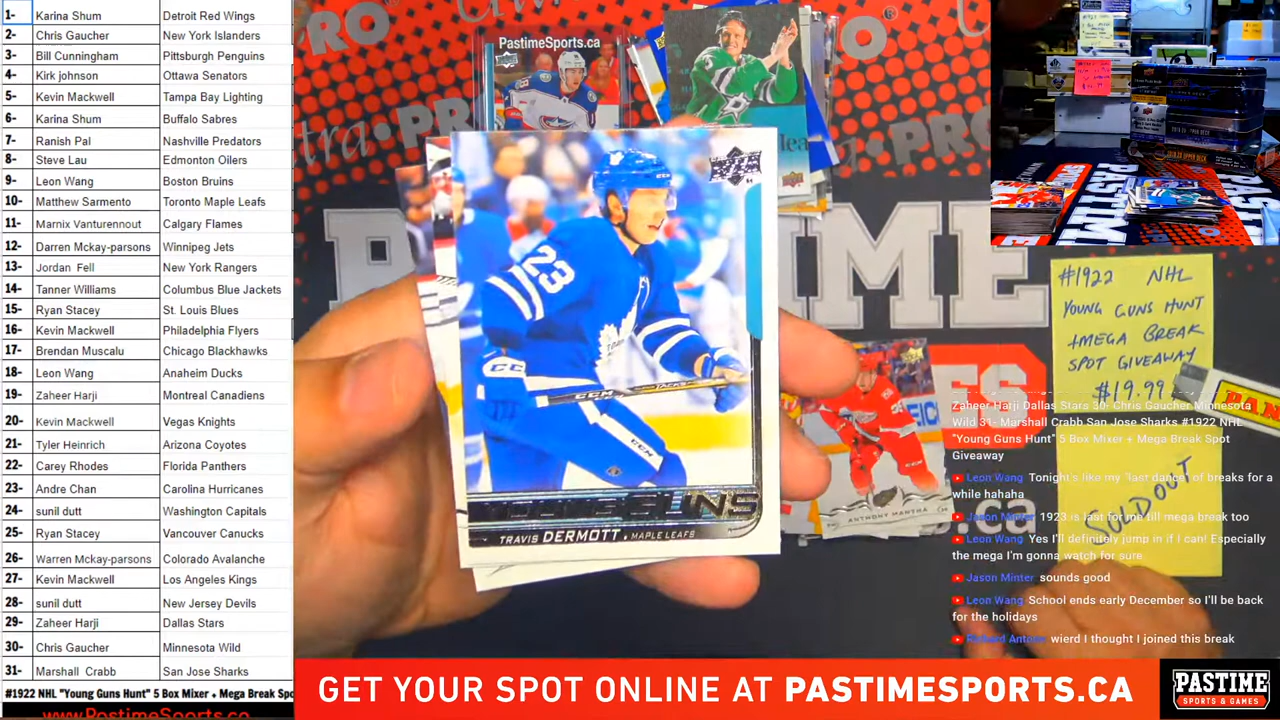 1- Karina Shum Detroit Red Wings
2- Chris Gaucher New York Islanders
3- Bill Cunningham Pittsburgh Penguins
4- Kirk johnson Ottawa Senators
5- Kevin Mackwell Tampa Bay Lighting
6- Karina Shum Buffalo Sabres
7- Ranish Pal Nashville Predators
8- Steve Lau Edmonton Oilers
9- Leon Wang Boston Bruins
10- Matthew Sarmento Toronto Maple Leafs
11- Marnix Vanturennout Calgary Flames
12- Darren Mckay-parsons Winnipeg Jets
13- Jordan Fell New York Rangers
14- Tanner Williams Columbus Blue Jackets
15- Ryan Stacey St. Louis Blues
16- Kevin Mackwell Philadelphia Flyers
17- Brendan Muscalu Chicago Blackhawks
18- Leon Wang Anaheim Ducks
19- Zaheer Harji Montreal Canadiens
20- Kevin Mackwell Vegas Knights
21- Tyler Heinrich Arizona Coyotes
22- Carey Rhodes Florida Panthers
23- Andre Chan Carolina Hurricanes
24- sunil dutt Washington Capitals
25- Ryan Stacey Vancouver Canucks
26- Warren Mckay-parsons Colorado Avalanche
27- Kevin Mackwell Los Angeles Kings
28- sunil dutt New Jersey Devils
29- Zaheer Harji Dallas Stars
30- Chris Gaucher Minnesota Wild
31- Marshall Crabb San Jose Sharks
#1922 NHL "Young Guns Hunt" 5 Box Mixer + Mega Break Spo
www.PastimeSports.ca
PastimeSports.ca
23
CCM
TRAVIS DERMOTT • MAPLE LEAFS
ANTHONY MANTHA
#1922 NHL
YOUNG GUNS HUNT
+MEGA BREAK
SPOT GIVEAWAY
$19.99
SOLD OUT
Zaheer Harji Dallas Stars 30- Chris Gaucher Minnesota
Wild 31- Marshall Crabb San Jose Sharks #1922 NHL
"Young Guns Hunt" 5 Box Mixer + Mega Break Spot
Giveaway
Leon Wang Tonight's like my "last dance" of breaks for a
while hahaha
Jason Minter 1923 is last for me till mega break too
Leon Wang Yes I'll definitely jump in if I can! Especially
the mega I'm gonna watch for sure
Jason Minter sounds good
Leon Wang School ends early December so I'll be back
for the holidays
Richard Antoine wierd I thought I joined this break
GET YOUR SPOT ONLINE AT PASTIMESPORTS.CA
PASTIME
SPORTS & GAMES